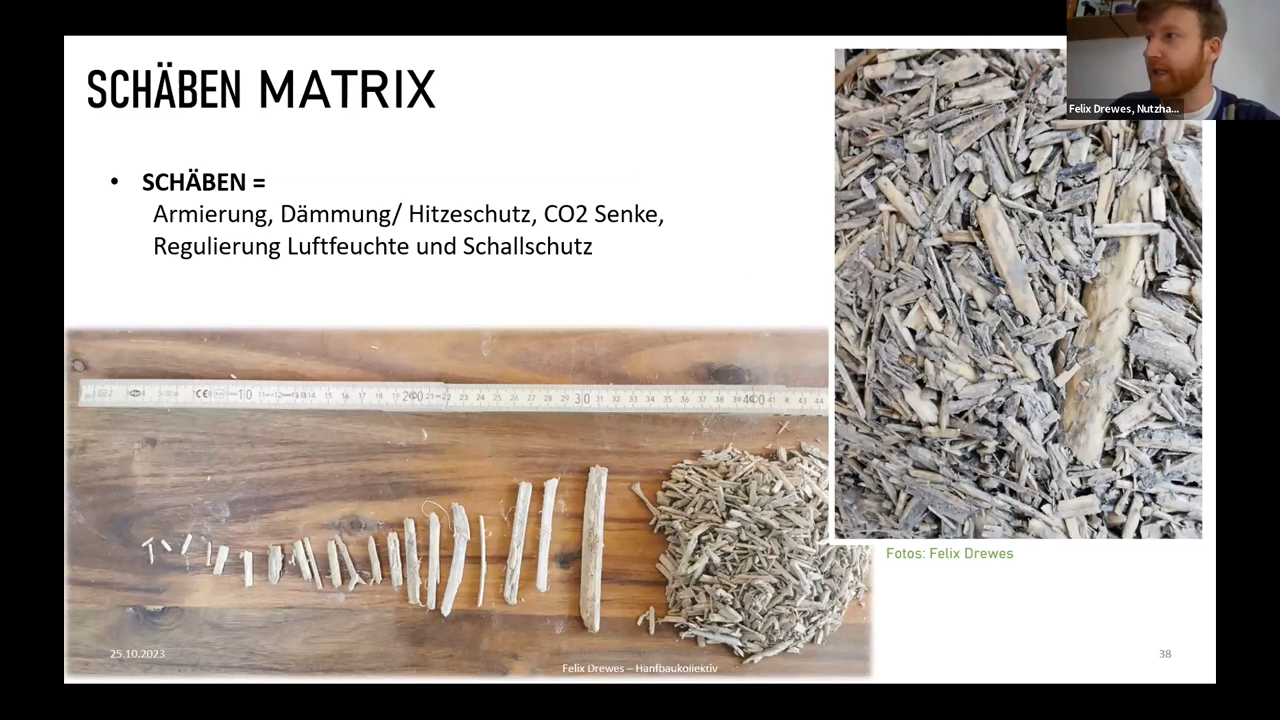 SCHÄBEN MATRIX
Felix Drewes, Nutzha...
• SCHÄBEN =
Armierung, Dämmung/ Hitzeschutz, CO2 Senke,
Regulierung Luftfeuchte und Schallschutz
Fotos: Felix Drewes
25.10.2023
Felix Drewes – Hanfbaukollektiv
38